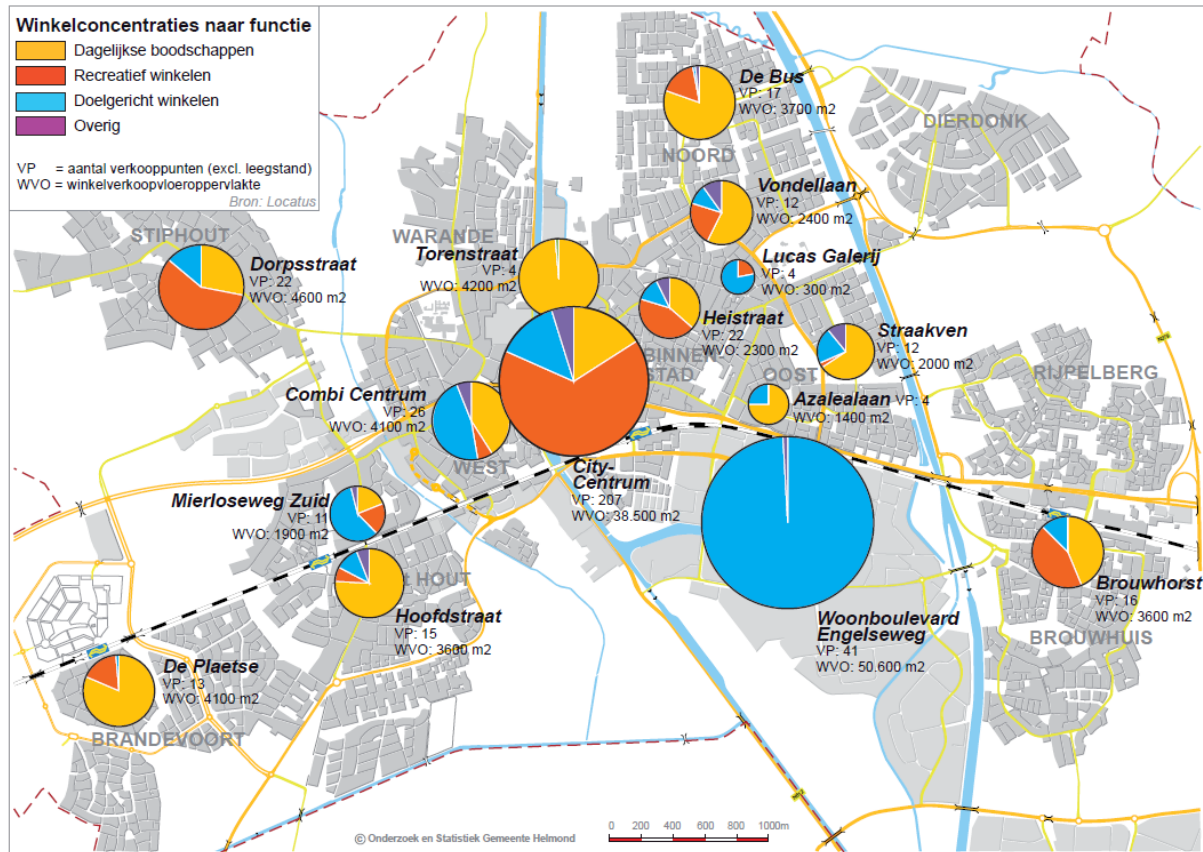 Winkelconcentraties naar functie
Dagelijkse boodschappen
Recreatief winkelen
Doelgericht winkelen
Overig
VP = aantal verkooppunten (excl. leegstand)
WVO = winkelverkoopvloeroppervlakte
Bron: Locatus
De Bus
VP: 17
WVO: 3700 m2
NOORD
DIERDONK
Vondellaan
VP: 12
WVO: 2400 m2
STIPHOUT
Dorpsstraat
VP: 22
WVO: 4600 m2
WARANDE
Torenstraat
VP: 4
WVO: 4200 m2
Lucas Galerij
VP: 4
WVO: 300 m2
Heistraat
VP: 22
WVO: 2300 m2
BINNEN
STAD
Straakven
VP: 12
WVO: 2000 m2
OOST
RIJPELBERG
Azalealaan VP: 4
WVO: 1400 m2
Combi Centrum
VP: 26
WVO: 4100 m2
WEST
City-
Centrum
VP: 207
WVO: 38.500 m2
Mierloseweg Zuid
VP: 11
WVO: 1900 m2
t HOUT
Hoofdstraat
VP: 15
WVO: 3600 m2
Woonboulevard
Engelseweg
VP: 41
WVO: 50.600 m2
Brouwhorst
VP: 16
WVO: 3600 m2
BROUWHUIS
De Plaetse
VP: 13
WVO: 4100 m2
BRANDEVOORT
© Onderzoek en Statistiek Gemeente Helmond
0 200 400 600 800 1000m